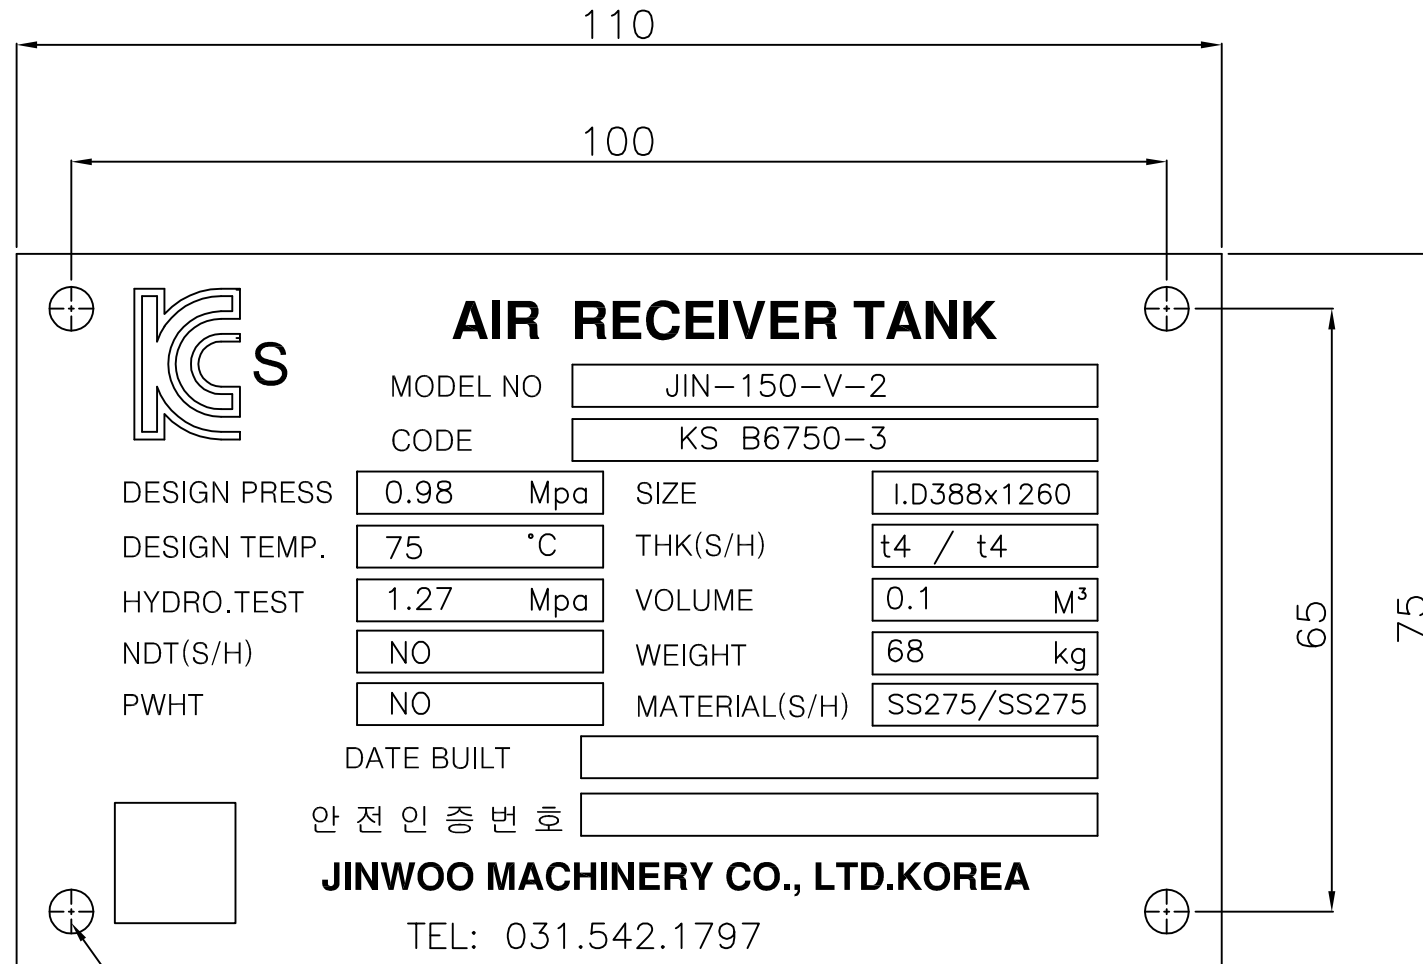 110
100
KC S
AIR RECEIVER TANK
MODEL NO JIN-150-V-2
CODE KS B6750-3
DESIGN PRESS 0.98 Mpa SIZE I.D388x1260
DESIGN TEMP. 75 °C THK(S/H) t4 / t4
HYDRO.TEST 1.27 Mpa VOLUME 0.1 M³
NDT(S/H) NO WEIGHT 68 kg
PWHT NO MATERIAL(S/H) SS275/SS275
DATE BUILT
안전인증번호
JINWOO MACHINERY CO., LTD.KOREA
TEL: 031.542.1797
65
75